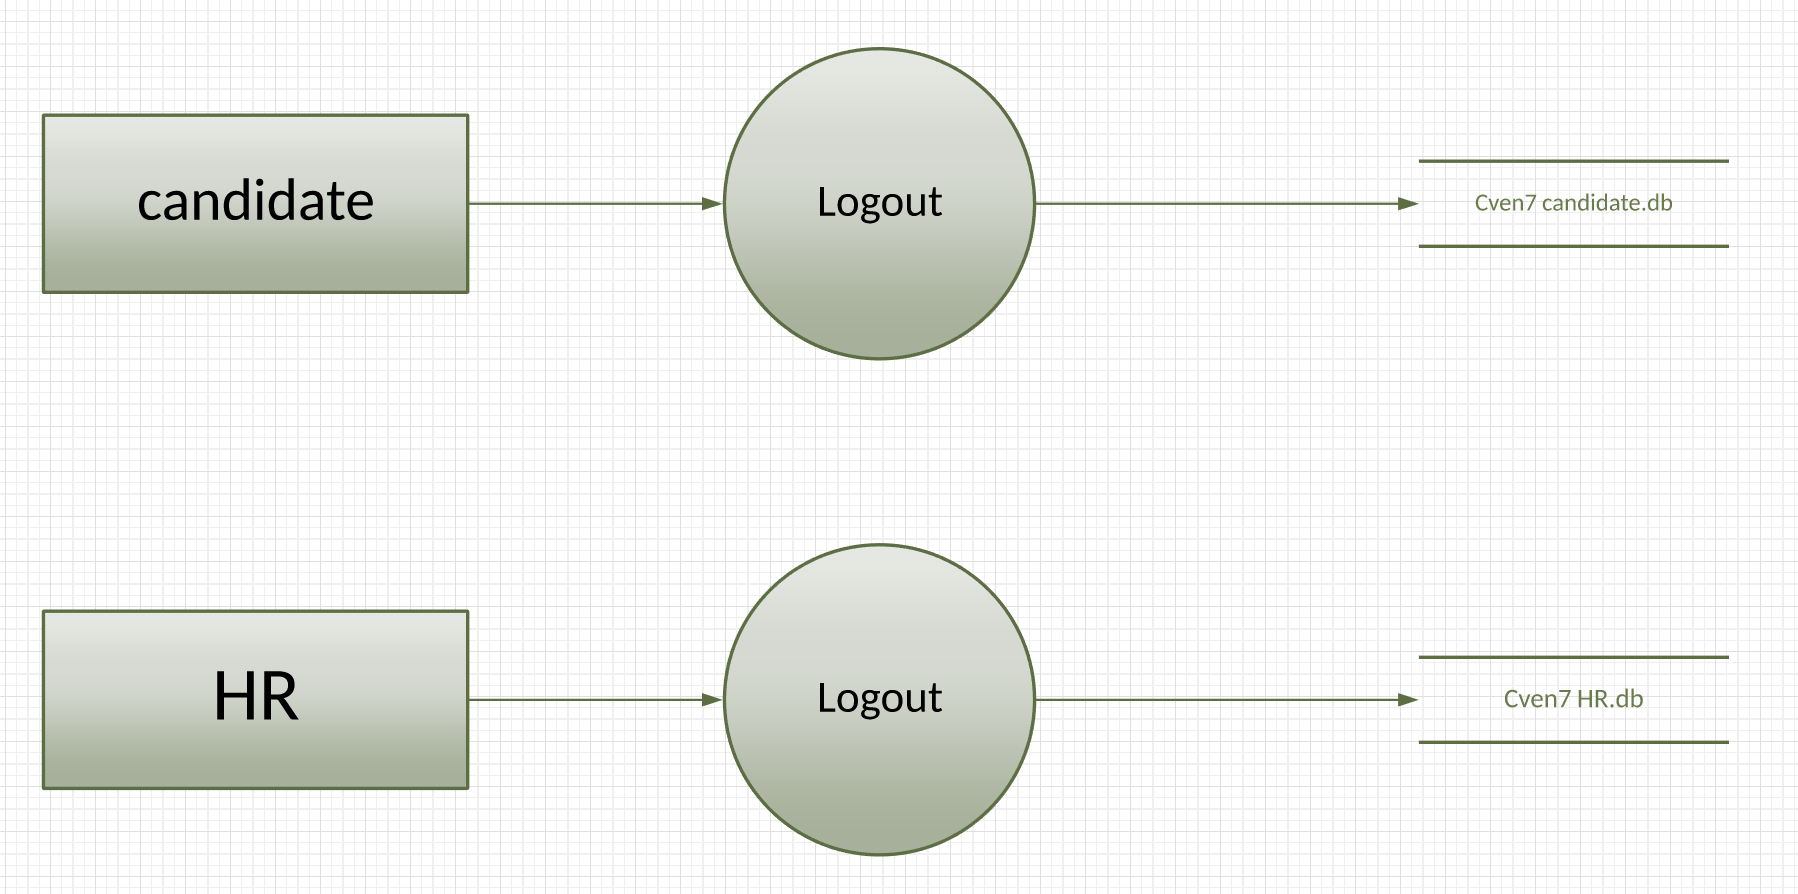 candidate
Logout
Cven7 candidate.db
HR
Logout
Cven7 HR.db